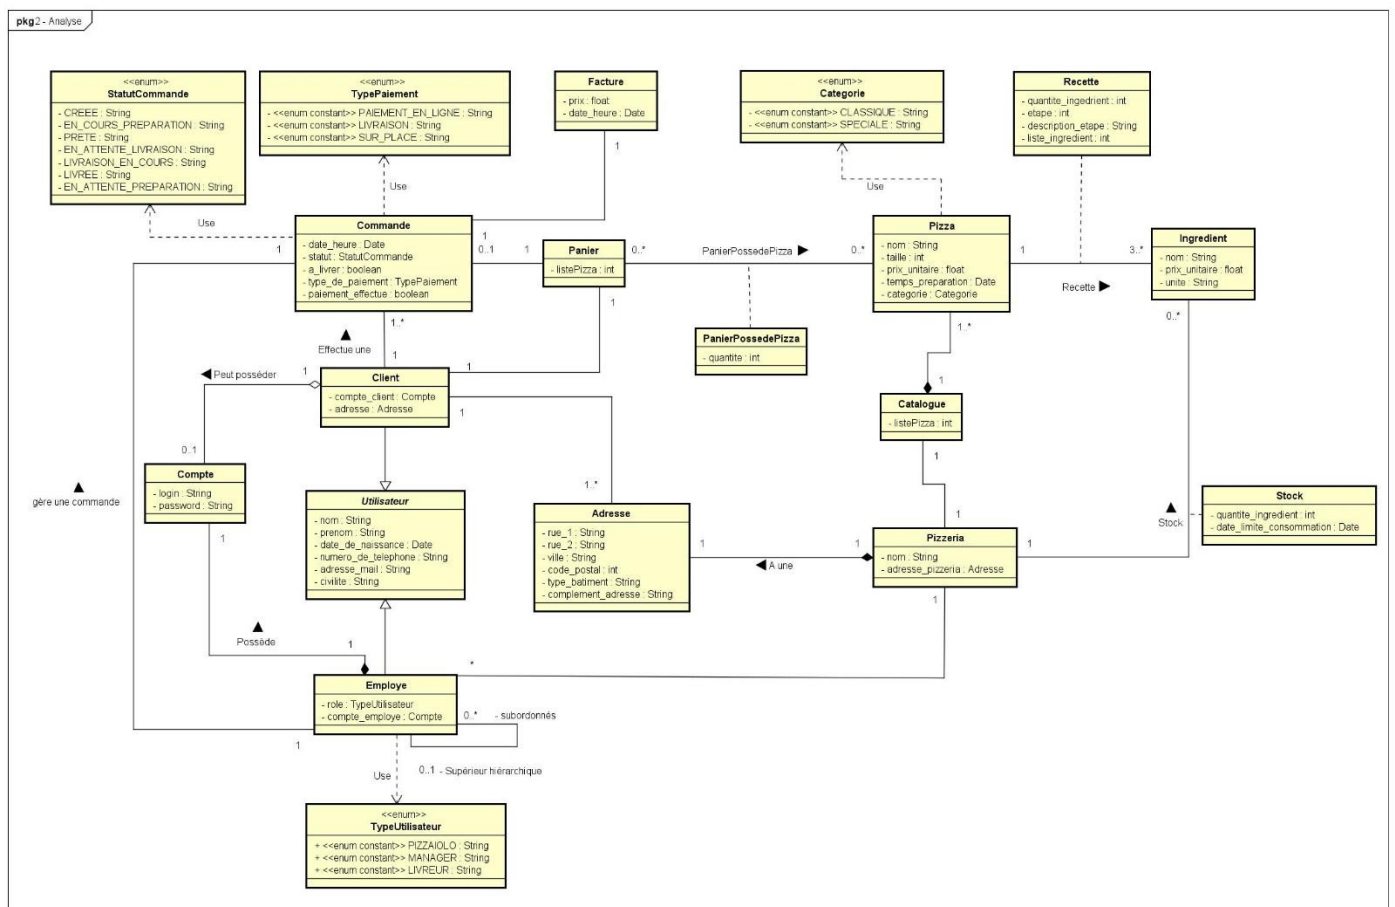 pkg 2 - Analyse
<<enum>>
StatutCommande
- CREEE : String
- EN_COURS_PREPARATION : String
- PRETE : String
- EN_ATTENTE_LIVRAISON : String
- LIVRAISON_EN_COURS : String
- LIVREE : String
- EN_ATTENTE_PREPARATION : String
<<enum>>
TypePaiement
- <<enum constant>> PAIEMENT_EN_LIGNE : String
- <<enum constant>> LIVRAISON : String
- <<enum constant>> SUR_PLACE : String
Facture
- prix : float
- date_heure : Date
<<enum>>
Categorie
- <<enum constant>> CLASSIQUE : String
- <<enum constant>> SPECIALE : String
Recette
- quantite_ingedrient : int
- etape : int
- description_etape : String
- liste_ingredient : int
1
Use
Use
Use
Commande
- date_heure : Date
- statut : StatutCommande
- a_livrer : boolean
- type_de_paiement : TypePaiement
- paiement_effectue : boolean
1
1
0..1
1
Panier
- listePizza : int
0..*
PanierPossedePizza ▶
0..*
Pizza
- nom : String
- taille : int
- prix_unitaire : float
- temps_preparation : Date
- categorie : Categorie
1
3..*
Recette ▶
Ingredient
- nom : String
- prix_unitaire : float
- unite : String
1
0..*
1..*
1..*
▲
Effectue une
1
PanierPossedePizza
- quantite : int
◀ Peut posséder
1
1
Client
- compte_client : Compte
- adresse : Adresse
1
1
Catalogue
- listePizza : int
0..1
1
Compte
- login : String
- password : String
1
▲
gère une commande
Utilisateur
- nom : String
- prenom : String
- date_de_naissance : Date
- numero_de_telephone : String
- adresse_mail : String
- civilite : String
1..*
Adresse
- rue_1 : String
- rue_2 : String
- ville : String
- code_postal : int
- type_batiment : String
- complement_adresse : String
1
◀ A une
1
1
Pizzeria
- nom : String
- adresse_pizzeria : Adresse
1
1
▲
Stock
Stock
- quantite_ingredient : int
- date_limite_consommation : Date
▲
Possède
1
*
Employe
- role : TypeUtilisateur
- compte_employe : Compte
1
0..*
- subordonnés
0..1 - Supérieur hiérarchique
Use
<<enum>>
TypeUtilisateur
+ <<enum constant>> PIZZAIOLO : String
+ <<enum constant>> MANAGER : String
+ <<enum constant>> LIVREUR : String